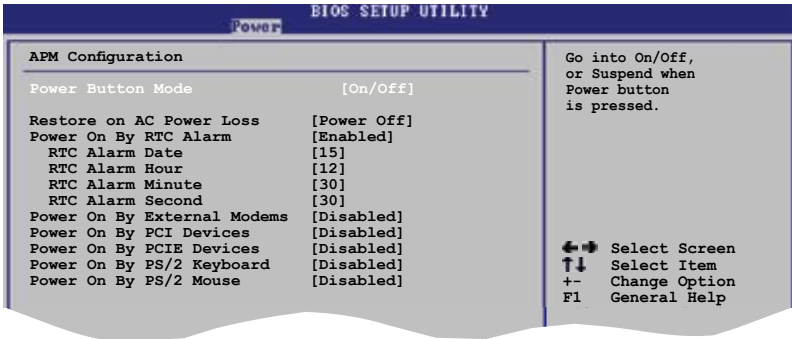 BIOS SETUP UTILITY
Power
APM Configuration
Power Button Mode [On/Off]
Restore on AC Power Loss [Power Off]
Power On By RTC Alarm [Enabled]
RTC Alarm Date [15]
RTC Alarm Hour [12]
RTC Alarm Minute [30]
RTC Alarm Second [30]
Power On By External Modems [Disabled]
Power On By PCI Devices [Disabled]
Power On By PCIE Devices [Disabled]
Power On By PS/2 Keyboard [Disabled]
Power On By PS/2 Mouse [Disabled]
Go into On/Off,
or Suspend when
Power button
is pressed.
←→ Select Screen
↑↓ Select Item
+- Change Option
F1 General Help